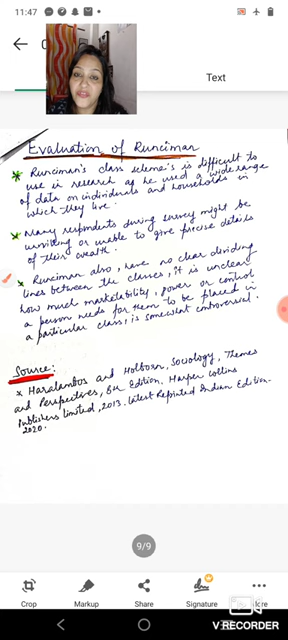 11:47
87%
Text
Evaluation of Runciman
* Runciman's class scheme's is difficult to
use in research as he used a wide range
of data on individuals and households in
which they live.
* Many repondents during survey might be
unwilling or unable to give precise details
of their wealth.
* Runciman also, have no clear dividing
lines between the classes, it is unclear
how much marketability, power or control
a person needs for them to be placed in
a particular class, is somewhat controversial.
Source:
* Haralambos and Holborn, Sociology, Themes
and Perspectives, 8th Edition, Harper Collins
Publishers limited, 2013. Latest Reprinted Indian Edition-
2020.
9/9
Crop
Markup
Share
Signature
More
V RECORDER